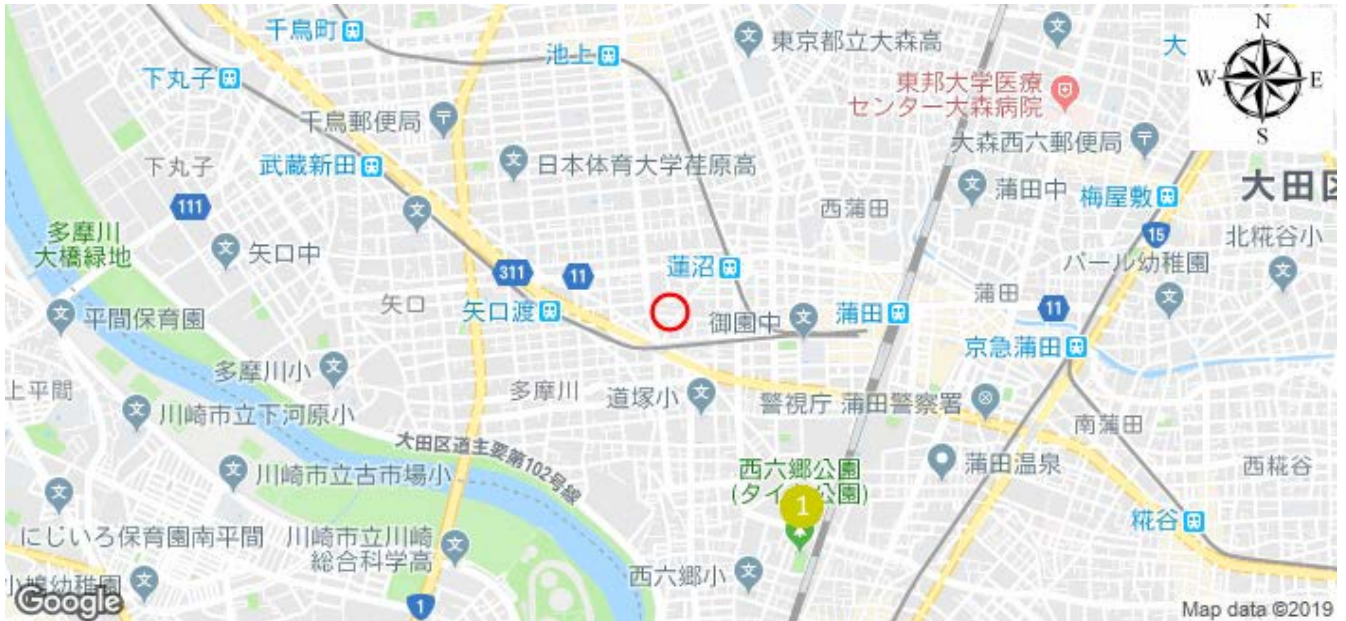 千鳥町
池上
東京都立大森高
大
N
W
E
S
下丸子
東邦大学医療
センター大森病院
千鳥郵便局
大森西六郵便局
下丸子
武蔵新田
日本体育大学荏原高
蒲田中
梅屋敷
大田区
111
西蒲田
15
多摩川
大橋緑地
矢口中
北糀谷小
パール幼稚園
蓮沼
311
11
矢口
矢口渡
蒲田
11
平間保育園
御園中
蒲田
京急蒲田
多摩川小
上平間
多摩川
道塚小
警視庁 蒲田警察署
川崎市立下河原小
南蒲田
大田区道主要第102号線
川崎市立古市場小
西六郷公園
(タイ
公園)
蒲田温泉
西糀谷
1
糀谷
にじいろ保育園南平間
川崎市立川崎
総合科学高
西六郷小
幼稚園
1
Google
Map data ©2019